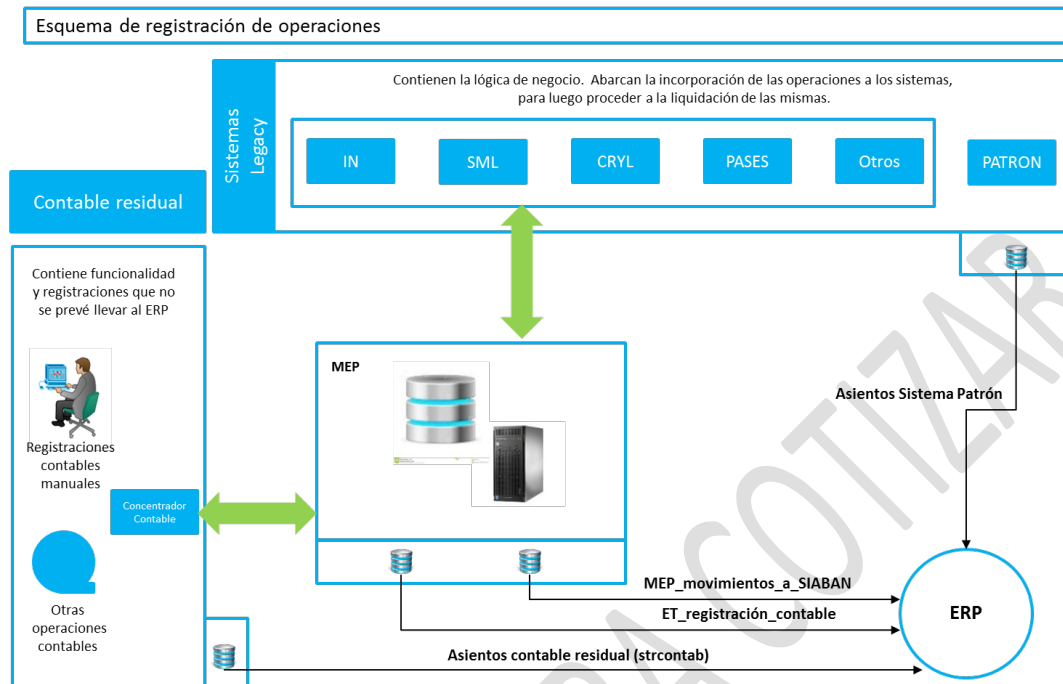 Esquema de registración de operaciones
Contienen la lógica de negocio. Abarcan la incorporación de las operaciones a los sistemas,
para luego proceder a la liquidación de las mismas.
Sistemas
Legacy
IN
SML
CRYL
PASES
Otros
PATRON
Contable residual
Contiene funcionalidad
y registraciones que no
se prevé llevar al ERP
Registraciones
contables
manuales
Concentrador
Contable
Otras
operaciones
contables
MEP
Asientos Sistema Patrón
MEP_movimientos_a_SIABAN
ET_registración_contable
Asientos contable residual (strcontab)
ERP
RA COTIZAR